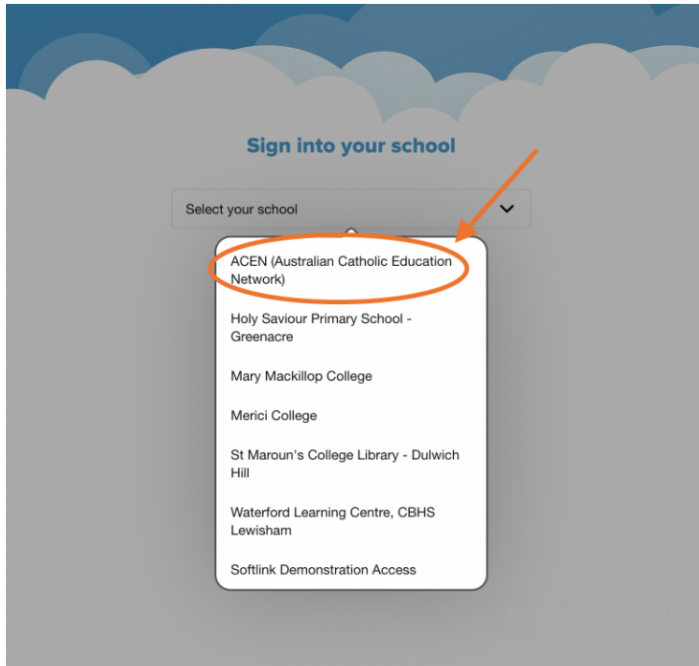 Sign into your school
Select your school
ACEN (Australian Catholic Education
Network)
Holy Saviour Primary School -
Greenacre
Mary Mackillop College
Merici College
St Maroun's College Library - Dulwich
Hill
Waterford Learning Centre, CBHS
Lewisham
Softlink Demonstration Access